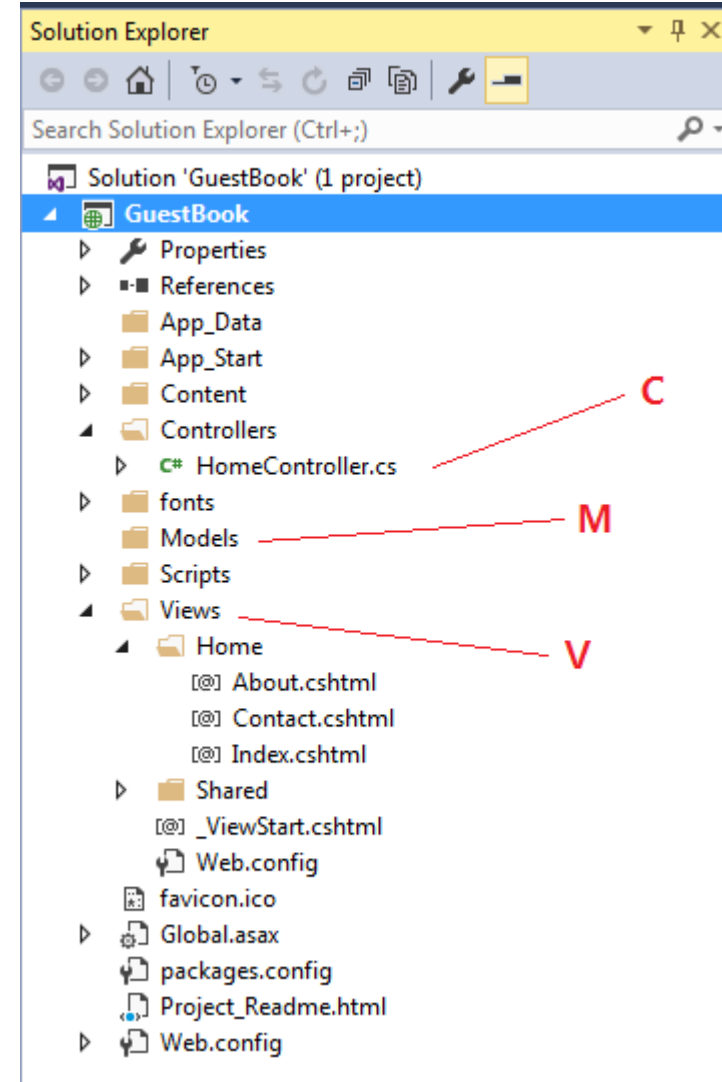 Solution Explorer
Search Solution Explorer (Ctrl+;)
Solution 'GuestBook' (1 project)
GuestBook
Properties
References
App_Data
App_Start
Content
C
Controllers
C# HomeController.cs
fonts
M
Models
Scripts
Views
V
Home
[@] About.cshtml
[@] Contact.cshtml
[@] Index.cshtml
Shared
[@] _ViewStart.cshtml
Web.config
favicon.ico
Global.asax
packages.config
Project_Readme.html
Web.config